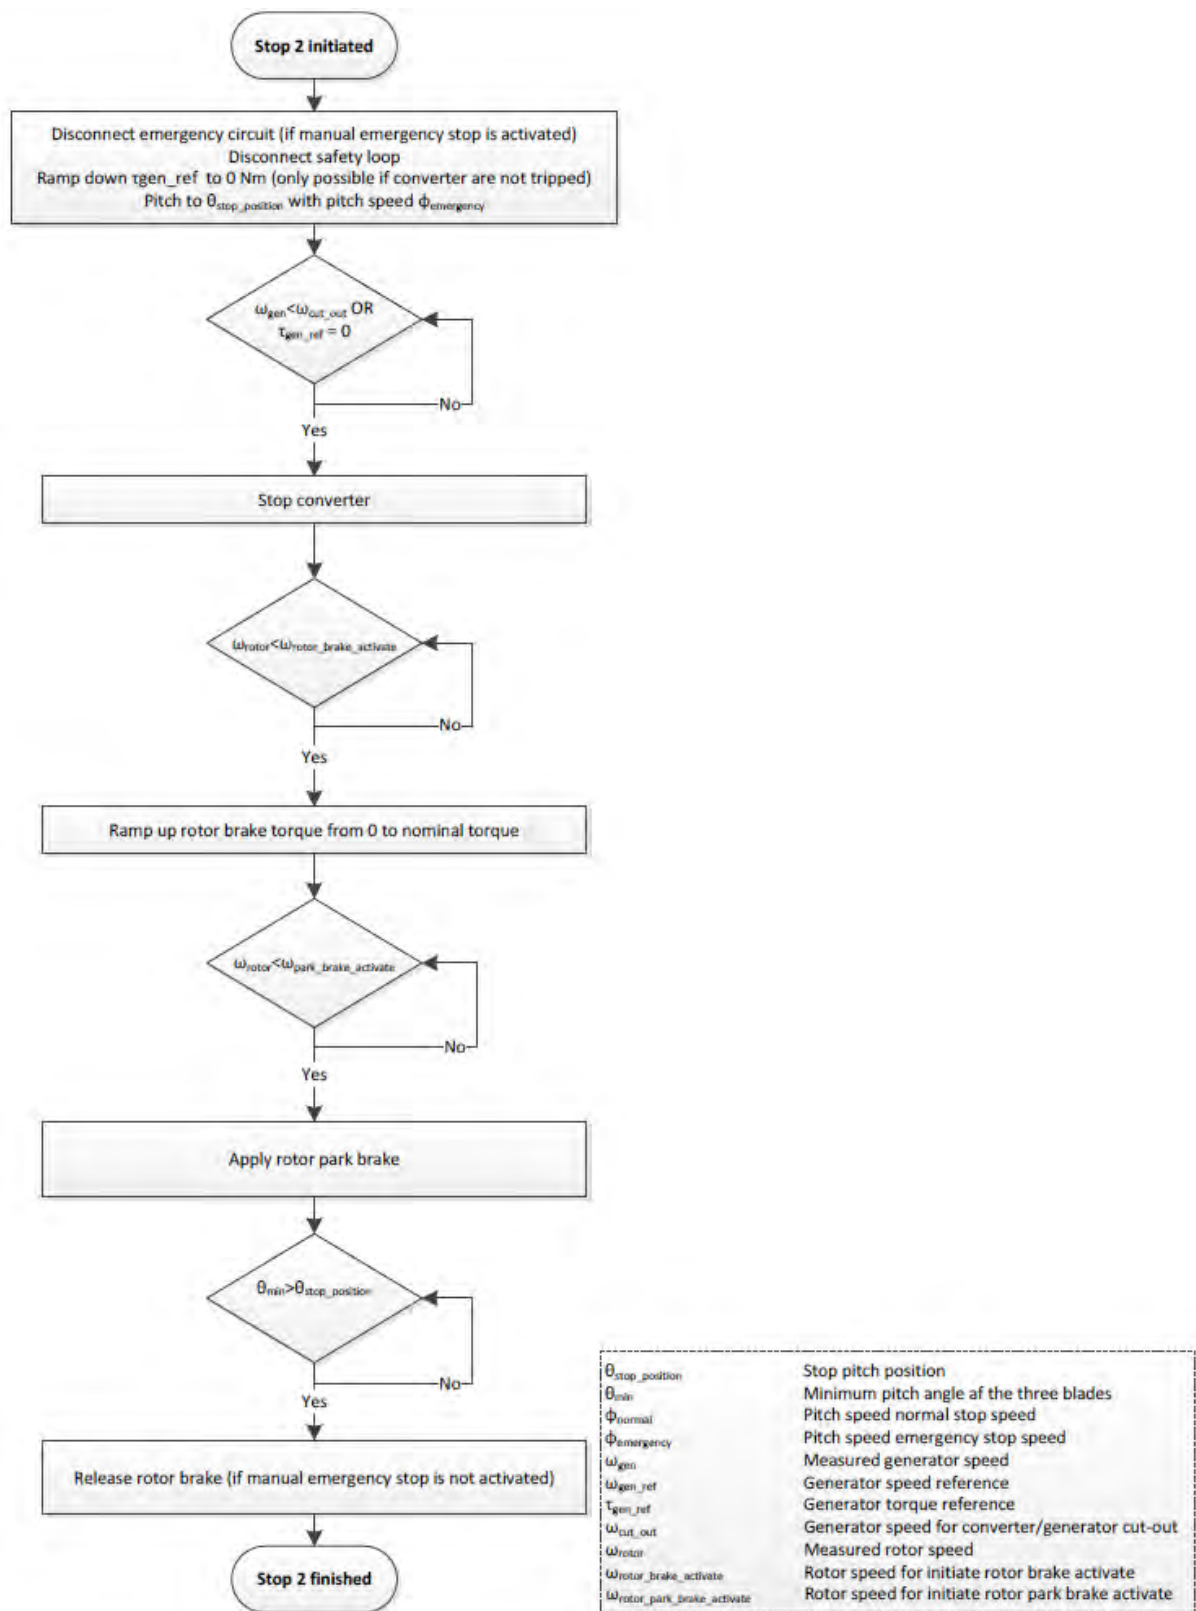 Stop 2 initiated
Disconnect emergency circuit (if manual emergency stop is activated)
Disconnect safety loop
Ramp down τgen_ref to 0 Nm (only possible if converter are not tripped)
Pitch to θstop_position with pitch speed ϕemergency
ωgen<ωcut_out OR
τgen_ref = 0
No
Yes
Stop converter
ωrotor<ωrotor_brake_activate
No
Yes
Ramp up rotor brake torque from 0 to nominal torque
ωrotor<ωpark_brake_activate
No
Yes
Apply rotor park brake
θmin>θstop_position
No
Yes
Release rotor brake (if manual emergency stop is not activated)
Stop 2 finished
θstop_position Stop pitch position
θmin Minimum pitch angle af the three blades
ϕnormal Pitch speed normal stop speed
ϕemergency Pitch speed emergency stop speed
ωgen Measured generator speed
ωgen_ref Generator speed reference
τgen_ref Generator torque reference
ωcut_out Generator speed for converter/generator cut-out
ωrotor Measured rotor speed
ωrotor_brake_activate Rotor speed for initiate rotor brake activate
ωrotor_park_brake_activate Rotor speed for initiate rotor park brake activate